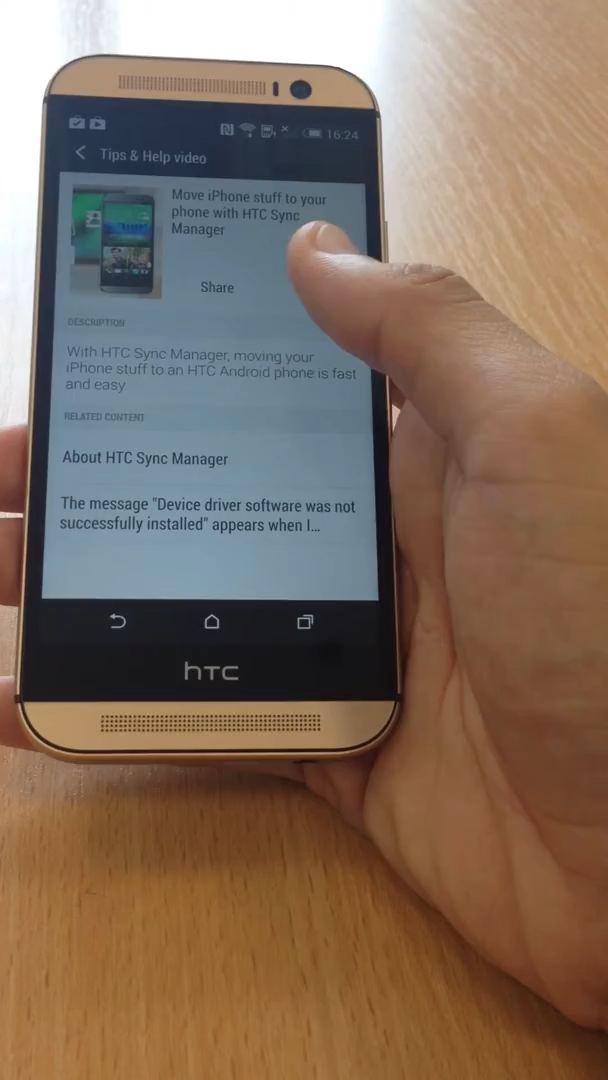 16:24
Tips & Help video
Move iPhone stuff to your
phone with HTC Sync
Manager
Share
DESCRIPTION
With HTC Sync Manager, moving your
iPhone stuff to an HTC Android phone is fast
and easy
RELATED CONTENT
About HTC Sync Manager
The message "Device driver software was not
successfully installed" appears when I...
hTC